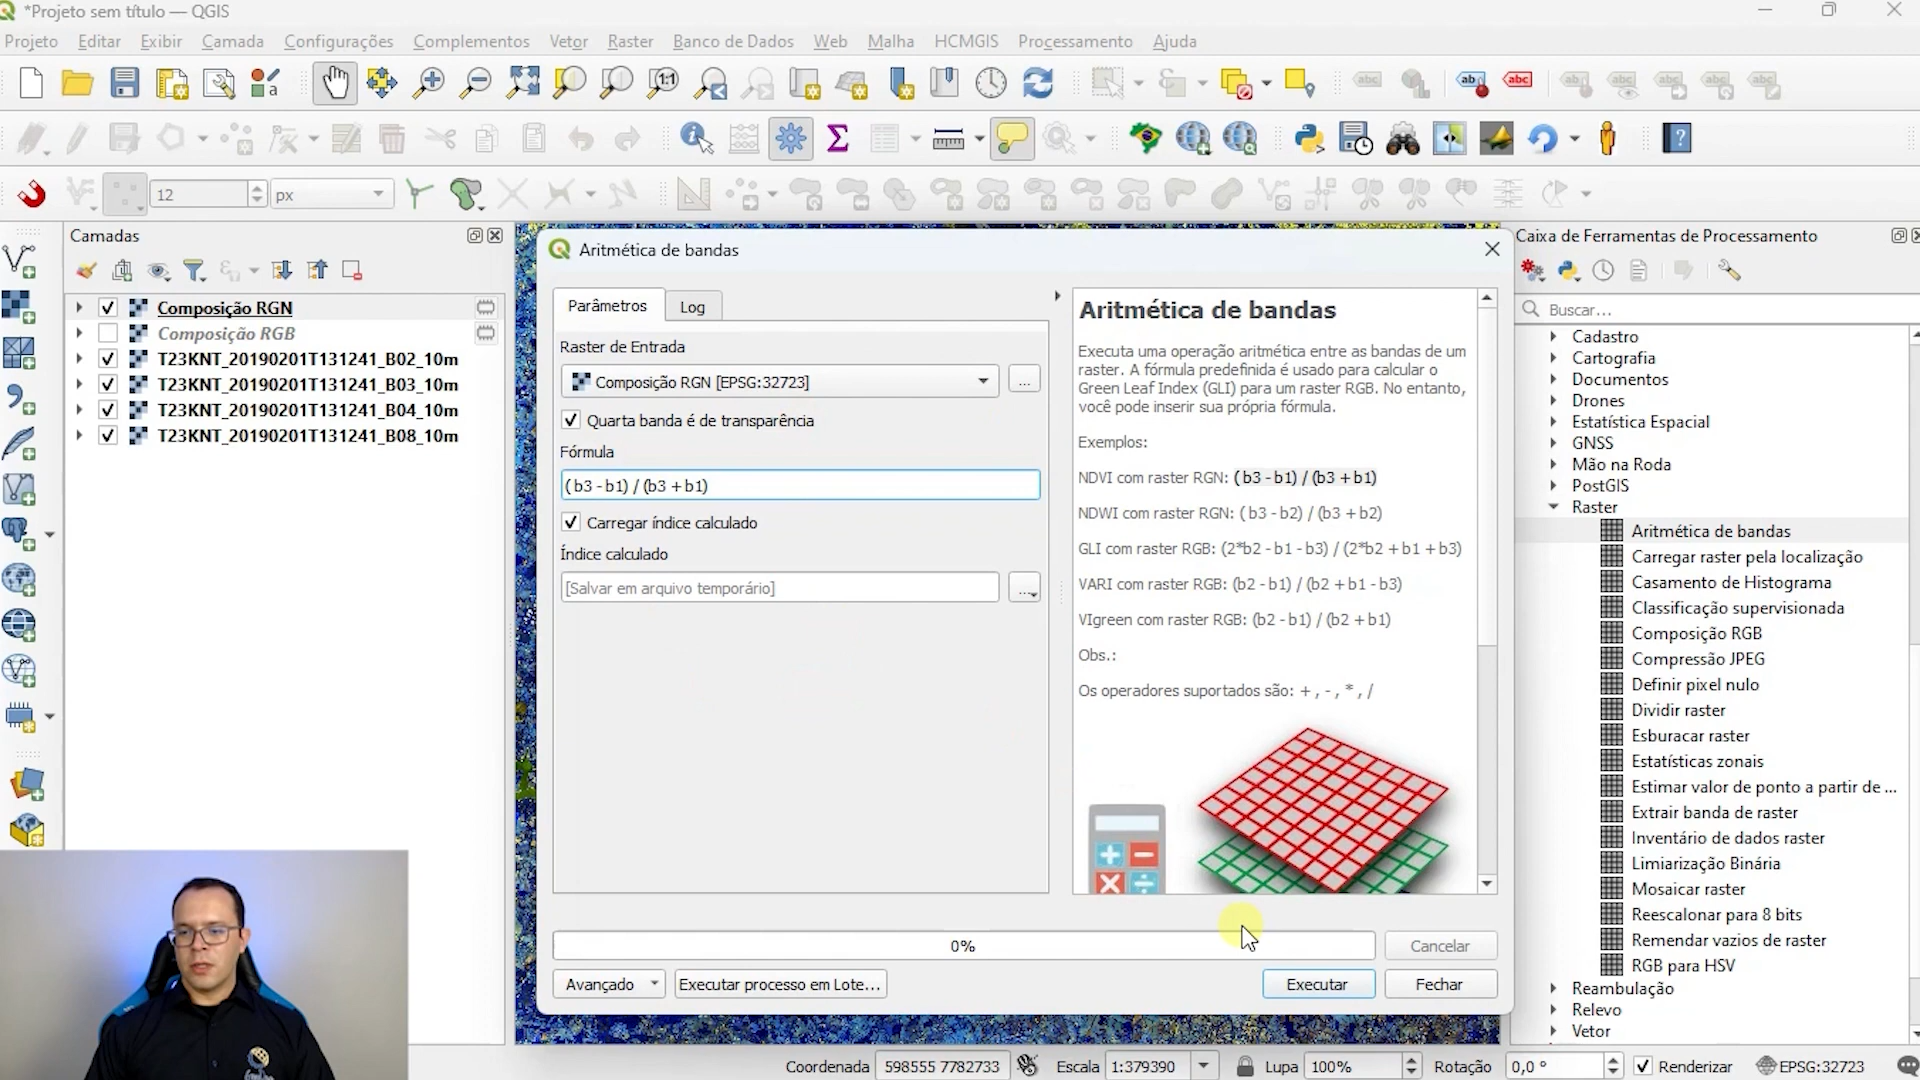 *Projeto sem título — QGIS
Projeto Editar Exibir Camada Configurações Complementos Vetor Raster Banco de Dados Web Malha HCMGIS Processamento Ajuda
12 px
Camadas
Composição RGN
Composição RGB
T23KNT_20190201T131241_B02_10m
T23KNT_20190201T131241_B03_10m
T23KNT_20190201T131241_B04_10m
T23KNT_20190201T131241_B08_10m
Aritmética de bandas
Parâmetros Log
Raster de Entrada
Composição RGN [EPSG:32723]
...
Quarta banda é de transparência
Fórmula
( b3 - b1) / (b3 + b1)
Carregar índice calculado
Índice calculado
[Salvar em arquivo temporário]
...
Aritmética de bandas
Executa uma operação aritmética entre as bandas de um
raster. A fórmula predefinida é usado para calcular o
Green Leaf Index (GLI) para um raster RGB. No entanto,
você pode inserir sua própria fórmula.
Exemplos:
NDVI com raster RGN: ( b3 - b1) / (b3 + b1)
NDWI com raster RGN: ( b3 - b2) / (b3 + b2)
GLI com raster RGB: (2*b2 - b1 - b3) / (2*b2 + b1 + b3)
VARI com raster RGB: (b2 - b1) / (b2 + b1 - b3)
VIgreen com raster RGB: (b2 - b1) / (b2 + b1)
Obs.:
Os operadores suportados são: + , - , * , /
0%
Cancelar
Avançado Executar processo em Lote... Executar Fechar
Caixa de Ferramentas de Processamento
Buscar...
Cadastro
Cartografia
Documentos
Drones
Estatística Espacial
GNSS
Mão na Roda
PostGIS
Raster
Aritmética de bandas
Carregar raster pela localização
Casamento de Histograma
Classificação supervisionada
Composição RGB
Compressão JPEG
Definir pixel nulo
Dividir raster
Esburacar raster
Estatísticas zonais
Estimar valor de ponto a partir de ...
Extrair banda de raster
Inventário de dados raster
Limiarização Binária
Mosaicar raster
Reescalonar para 8 bits
Remendar vazios de raster
RGB para HSV
Reambulação
Relevo
Vetor
Coordenada 598555 7782733 Escala 1:379390 Lupa 100% Rotação 0,0 ° Renderizar EPSG:32723